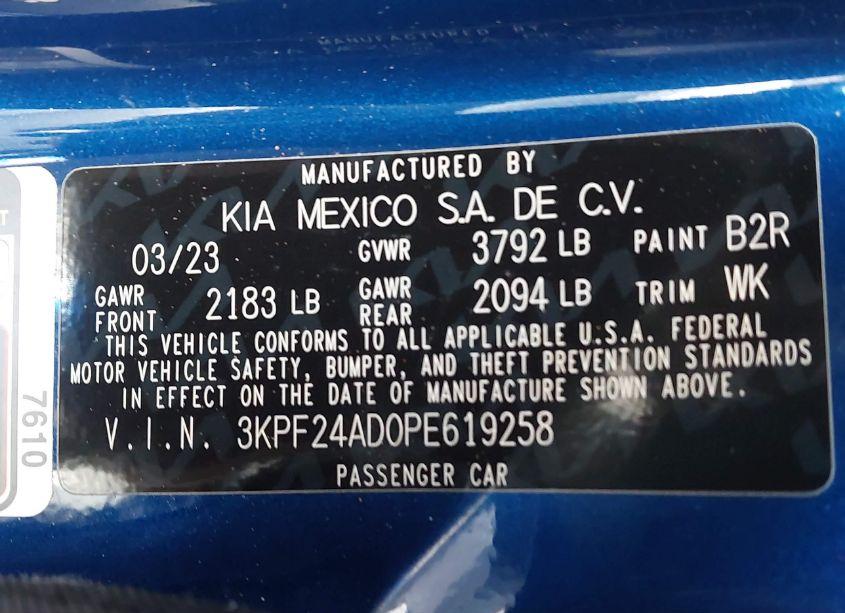 MANUFACTURED BY
KIA MEXICO S.A. DE C.V.
03/23 GVWR 3792 LB PAINT B2R
GAWR FRONT 2183 LB GAWR REAR 2094 LB TRIM WK
THIS VEHICLE CONFORMS TO ALL APPLICABLE U.S.A. FEDERAL
MOTOR VEHICLE SAFETY, BUMPER, AND THEFT PREVENTION STANDARDS
IN EFFECT ON THE DATE OF MANUFACTURE SHOWN ABOVE.
V.I.N. 3KPF24AD0PE619258
PASSENGER CAR
7610